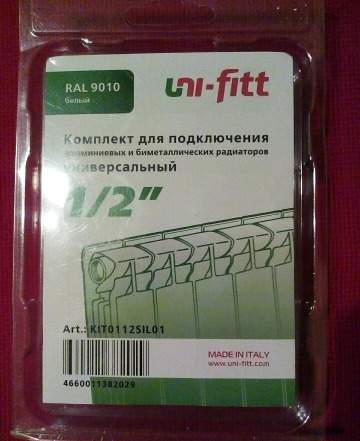 RAL 9010
белый
uni-fitt
Комплект для подключения
алюминиевых и биметаллических радиаторов
универсальный
1/2”
Art.: KIT0112SIL01
MADE IN ITALY
www.uni-fitt.com
4660011382029